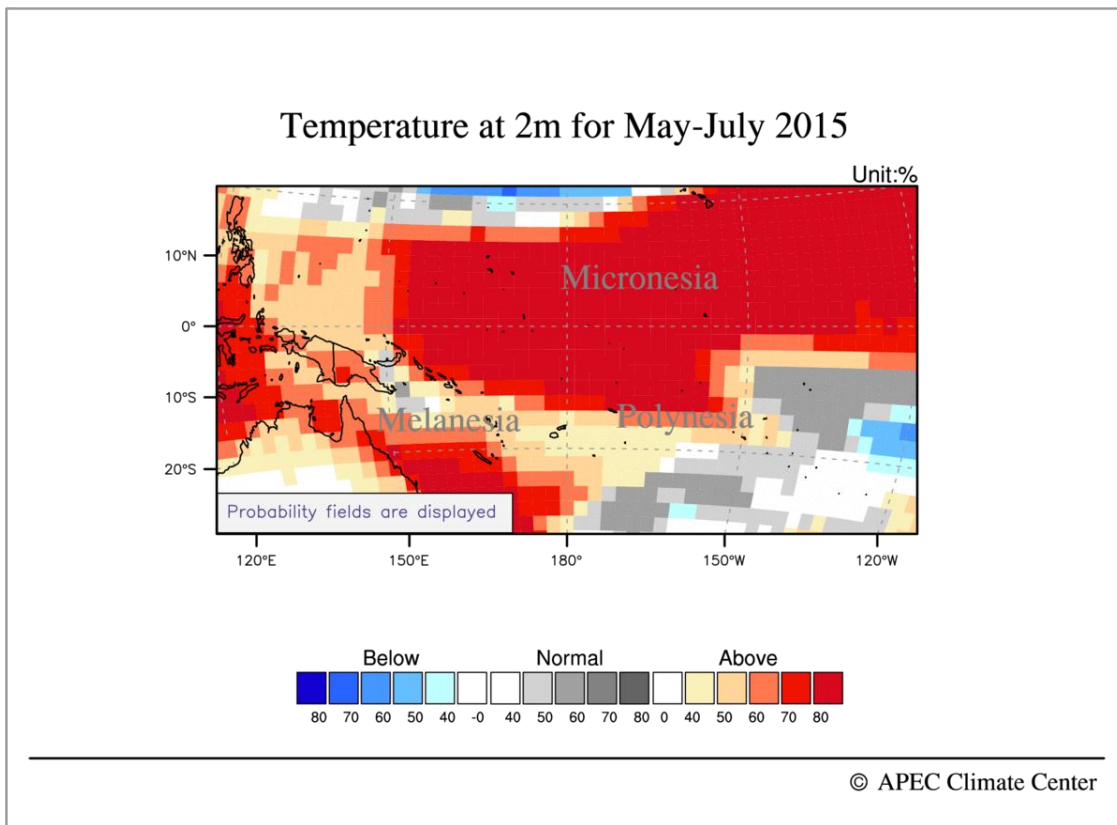 Temperature at 2m for May-July 2015
Unit:%
10°N
Micronesia
0°
10°S
Melanesia
Polynesia
20°S
Probability fields are displayed
120°E 150°E 180° 150°W 120°W
Below Normal Above
80 70 60 50 40 -0 40 50 60 70 80 0 40 50 60 70 80
© APEC Climate Center